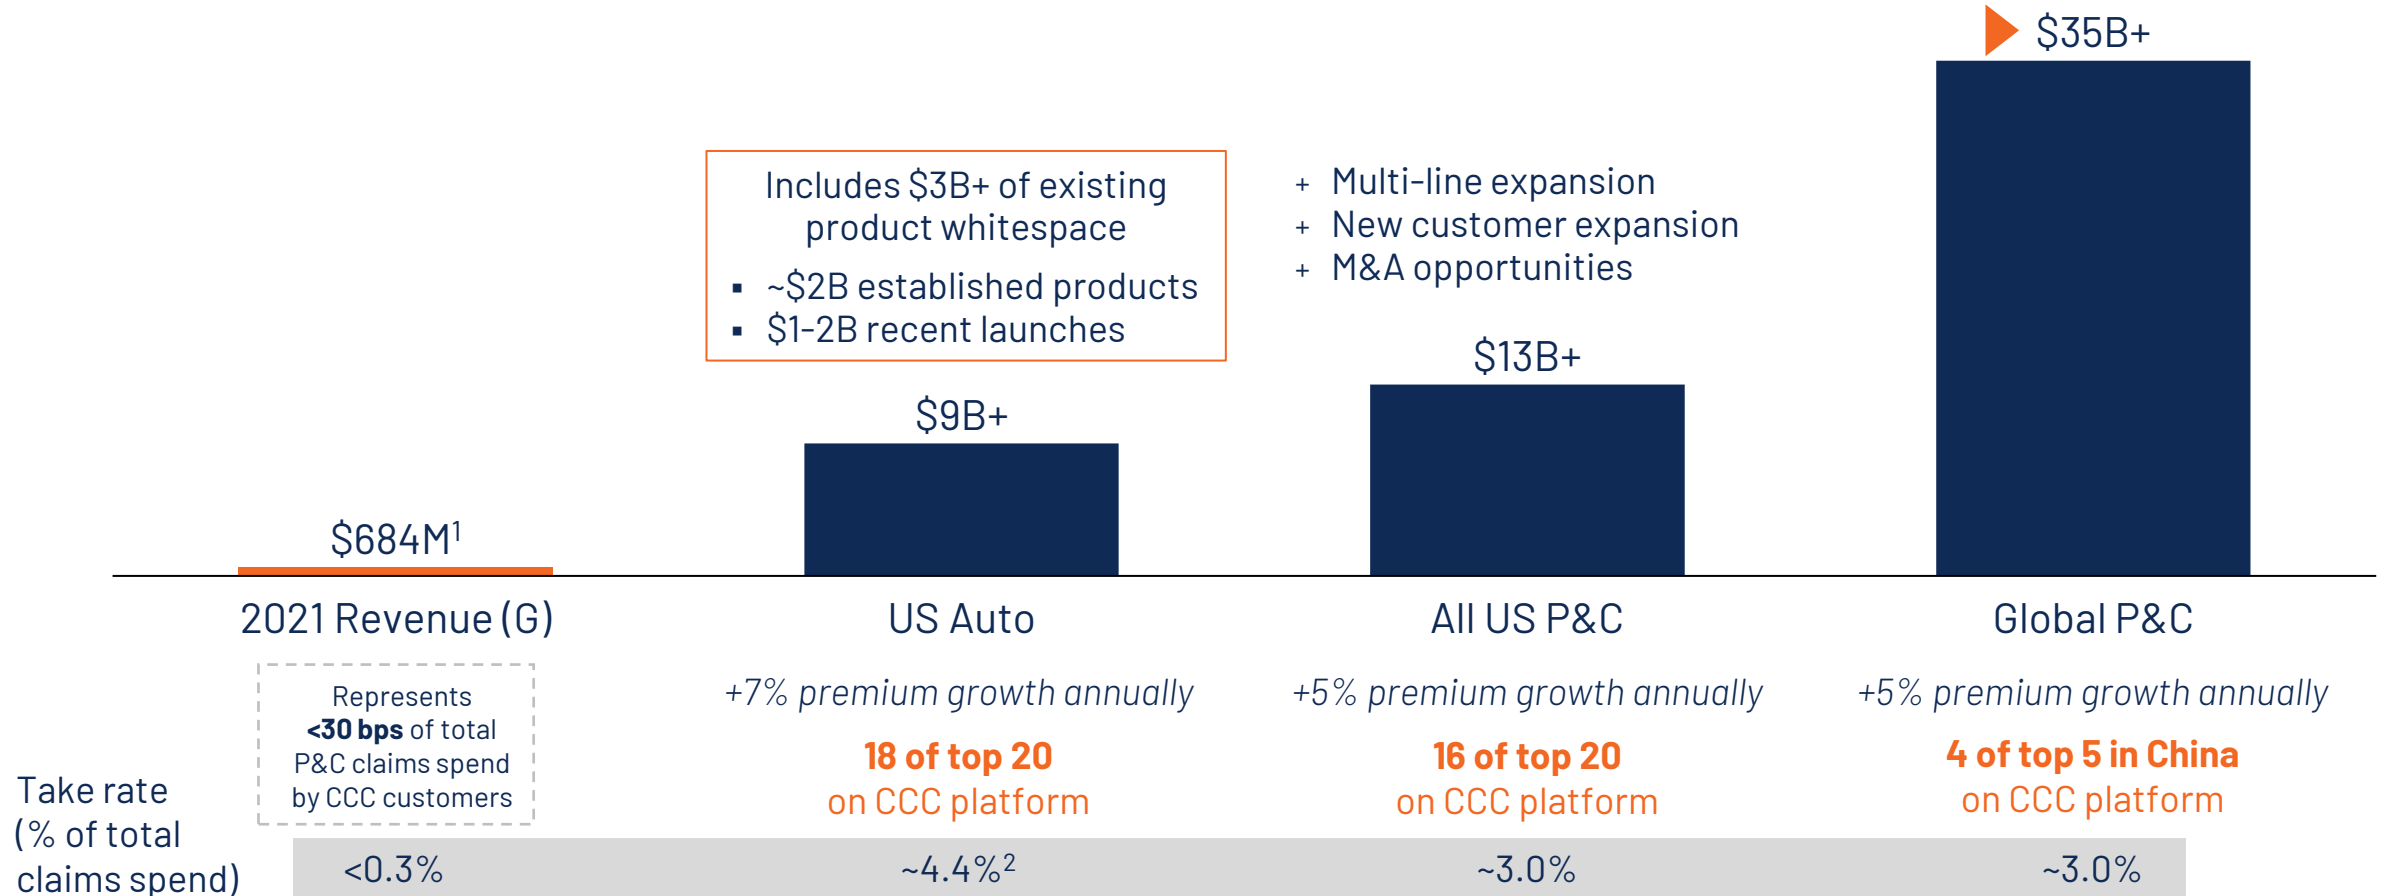 $35B+
Includes $3B+ of existing
product whitespace
▪ ~$2B established products
▪ $1-2B recent launches
+ Multi-line expansion
+ New customer expansion
+ M&A opportunities
$13B+
$9B+
$684M¹
2021 Revenue (G)
US Auto
All US P&C
Global P&C
Represents
<30 bps of total
P&C claims spend
by CCC customers
+7% premium growth annually
+5% premium growth annually
+5% premium growth annually
18 of top 20
on CCC platform
16 of top 20
on CCC platform
4 of top 5 in China
on CCC platform
Take rate
(% of total
claims spend)
<0.3%
~4.4%²
~3.0%
~3.0%